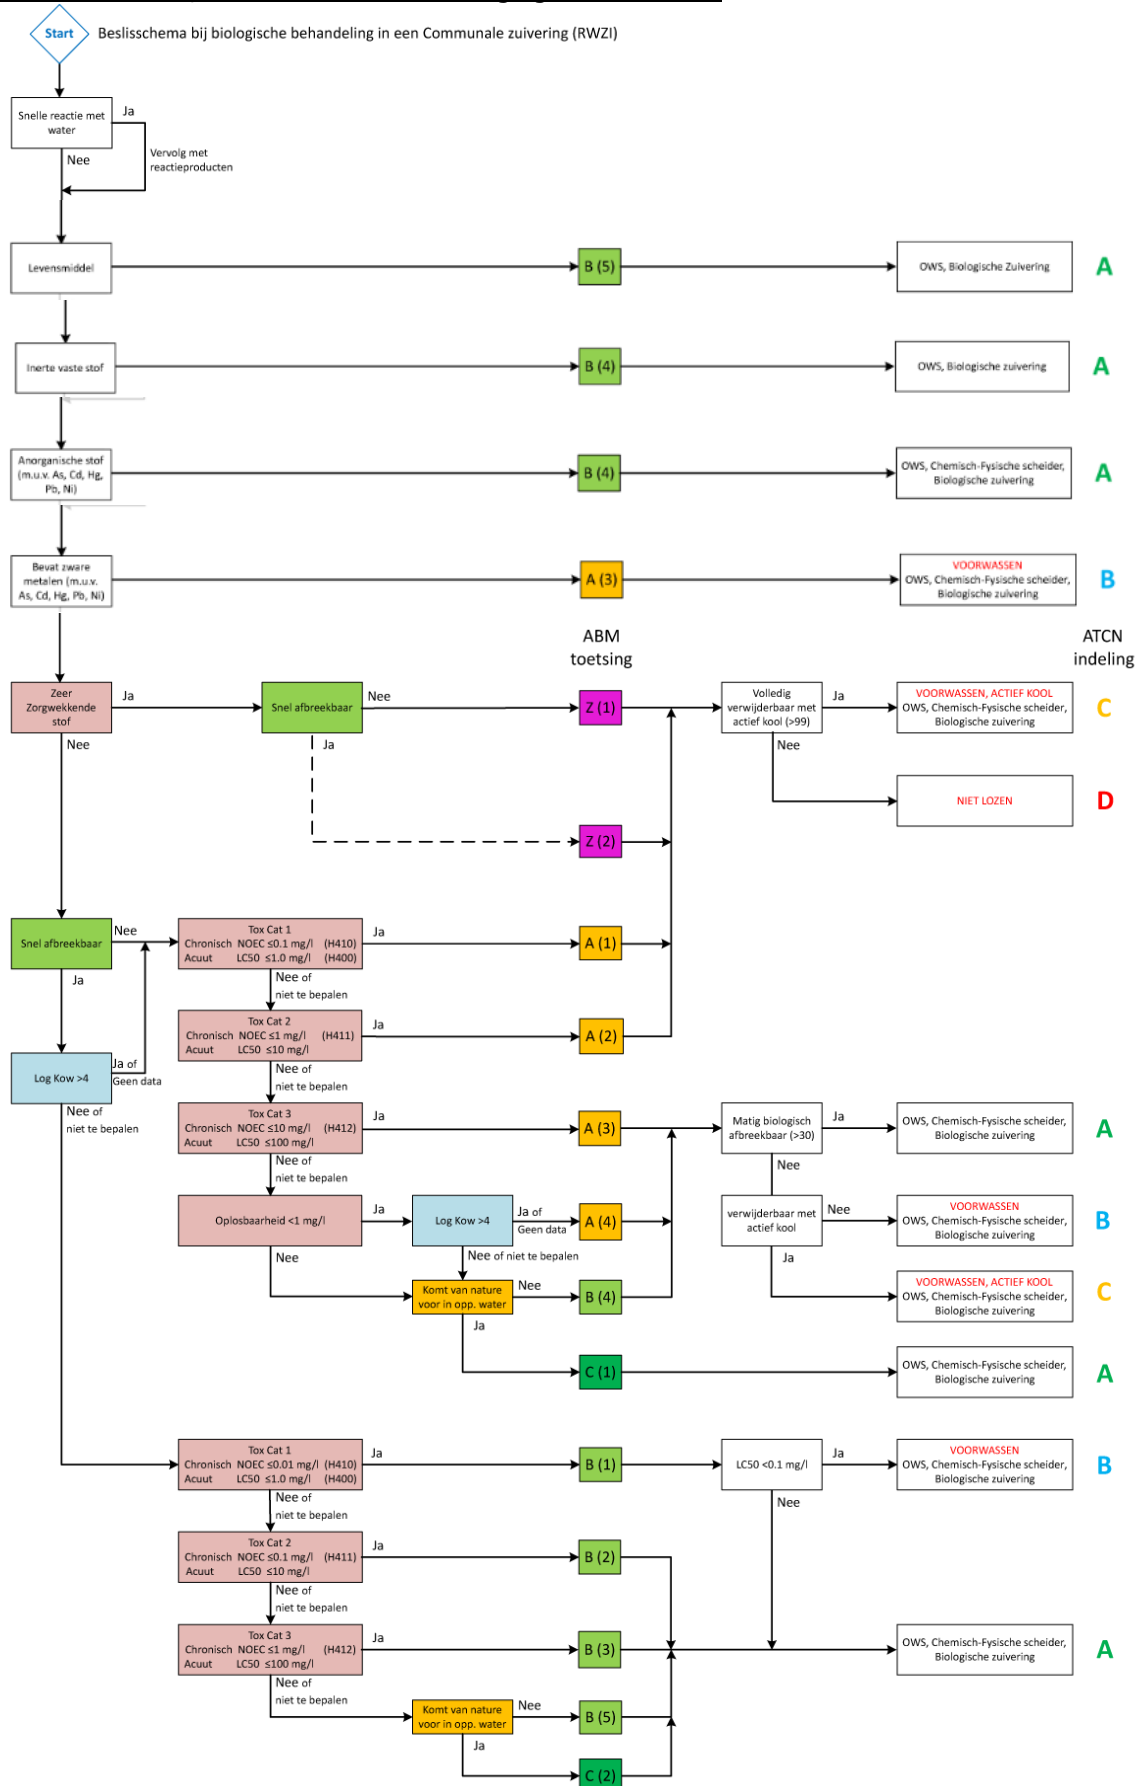 Start
Beslisschema bij biologische behandeling in een Communale zuivering (RWZI)
Snelle reactie met
water
Ja
Nee
Vervolg met
reactieproducten
Levensmiddel
B (5)
OWS, Biologische Zuivering
A
Inerte vaste stof
B (4)
OWS, Biologische zuivering
A
Anorganische stof
(m.u.v. As, Cd, Hg,
Pb, Ni)
B (4)
OWS, Chemisch-Fysische scheider,
Biologische zuivering
A
Bevat zware
metalen (m.u.v.
As, Cd, Hg, Pb, Ni)
A (3)
VOORWASSEN
OWS, Chemisch-Fysische scheider,
Biologische zuivering
B
ABM
toetsing
ATCN
indeling
Zeer
Zorgwekkende
stof
Ja
Nee
Snel afbreekbaar
Nee
Ja
Z (1)
Volledig
verwijderbaar met
actief kool (>99)
Ja
Nee
VOORWASSEN, ACTIEF KOOL
OWS, Chemisch-Fysische scheider,
Biologische zuivering
C
NIET LOZEN
D
Z (2)
Snel afbreekbaar
Nee
Ja
Tox Cat 1
Chronisch NOEC ≤0.1 mg/l (H410)
Acuut LC50 ≤1.0 mg/l (H400)
Ja
Nee of
niet te bepalen
A (1)
Tox Cat 2
Chronisch NOEC ≤1 mg/l (H411)
Acuut LC50 ≤10 mg/l
Ja
Nee of
niet te bepalen
A (2)
Log Kow >4
Ja of
Geen data
Nee of
niet te bepalen
Tox Cat 3
Chronisch NOEC ≤10 mg/l (H412)
Acuut LC50 ≤100 mg/l
Ja
Nee of
niet te bepalen
A (3)
Matig biologisch
afbreekbaar (>30)
Ja
Nee
OWS, Chemisch-Fysische scheider,
Biologische zuivering
A
Oplosbaarheid <1 mg/l
Ja
Nee
Log Kow >4
Ja of
Geen data
Nee of niet te bepalen
A (4)
verwijderbaar met
actief kool
Nee
Ja
VOORWASSEN
OWS, Chemisch-Fysische scheider,
Biologische zuivering
B
Komt van nature
voor in opp. water
Nee
Ja
B (4)
VOORWASSEN, ACTIEF KOOL
OWS, Chemisch-Fysische scheider,
Biologische zuivering
C
C (1)
OWS, Chemisch-Fysische scheider,
Biologische zuivering
A
Tox Cat 1
Chronisch NOEC ≤0.01 mg/l (H410)
Acuut LC50 ≤1.0 mg/l (H400)
Ja
Nee of
niet te bepalen
B (1)
LC50 <0.1 mg/l
Ja
Nee
VOORWASSEN
OWS, Chemisch-Fysische scheider,
Biologische zuivering
B
Tox Cat 2
Chronisch NOEC ≤0.1 mg/l (H411)
Acuut LC50 ≤10 mg/l
Ja
Nee of
niet te bepalen
B (2)
Tox Cat 3
Chronisch NOEC ≤1 mg/l (H412)
Acuut LC50 ≤100 mg/l
Ja
Nee of
niet te bepalen
B (3)
OWS, Chemisch-Fysische scheider,
Biologische zuivering
A
Komt van nature
voor in opp. water
Nee
Ja
B (5)
C (2)